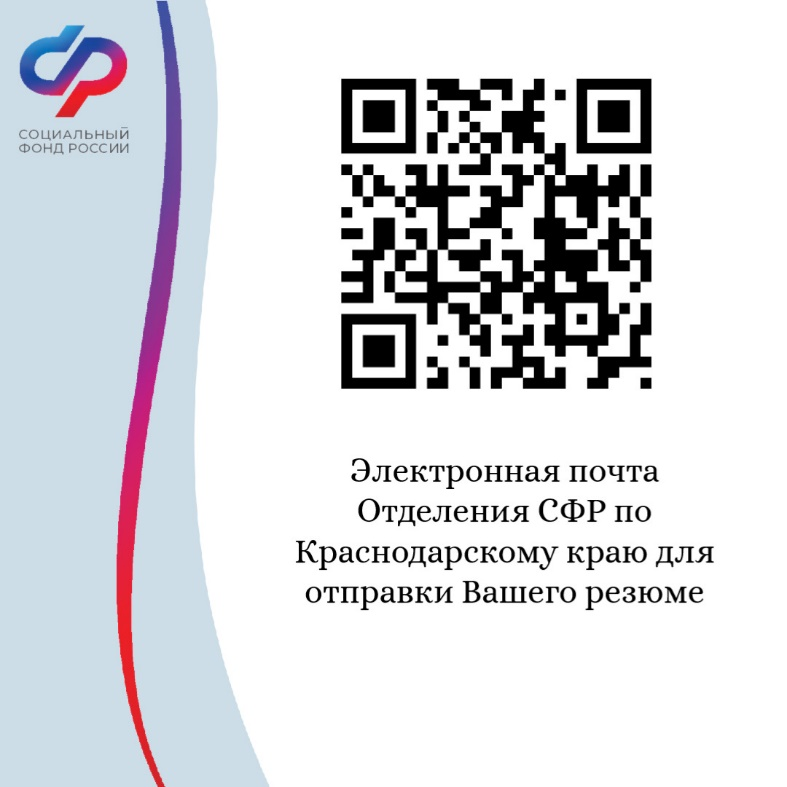 СОЦИАЛЬНЫЙ
ФОНД РОССИИ
Электронная почта
Отделения СФР по
Краснодарскому краю для
отправки Вашего резюме